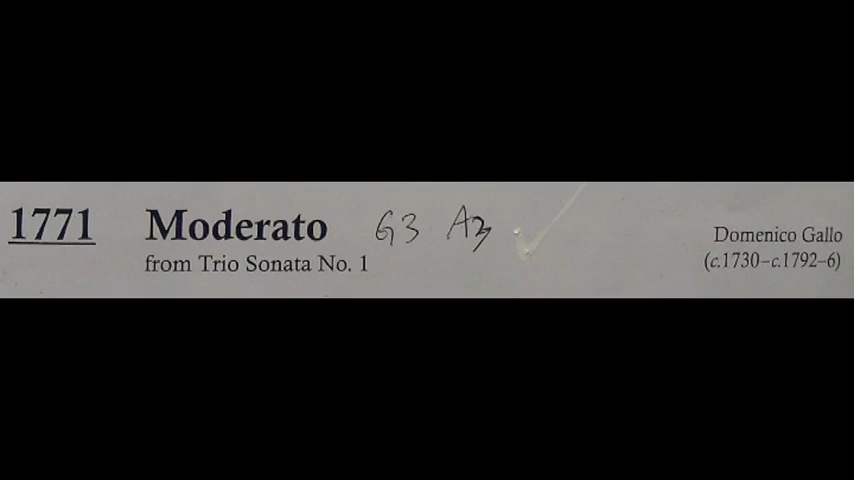 1771 Moderato G3 A3 Domenico Gallo
from Trio Sonata No. 1 (c.1730–c.1792–6)